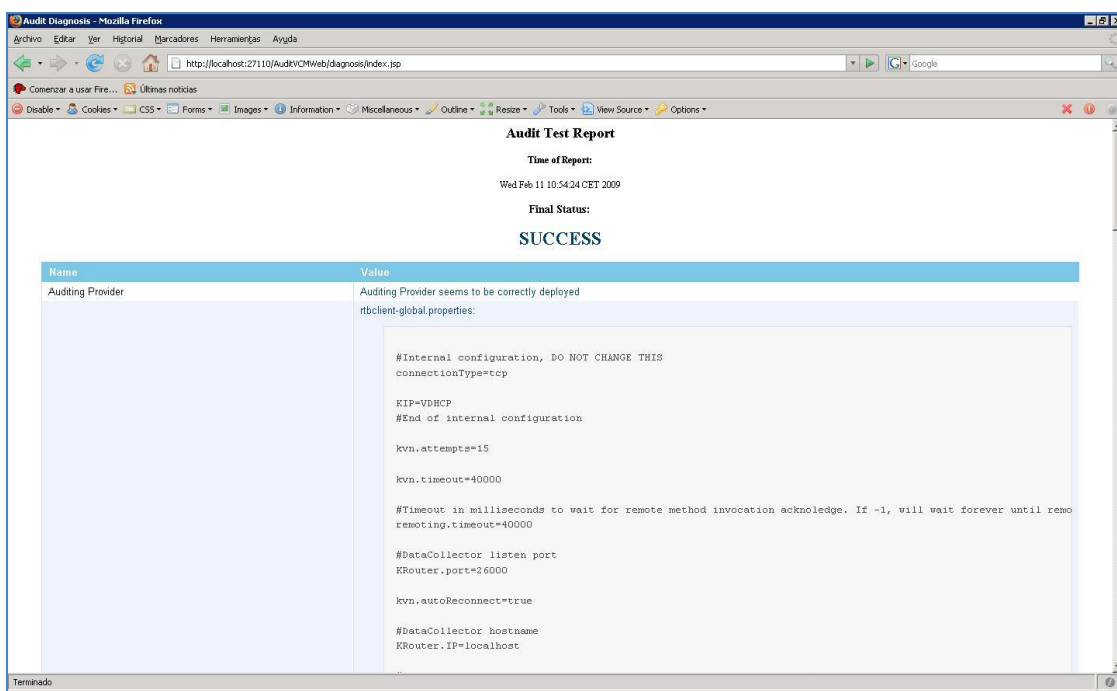 Audit Diagnosis - Mozilla Firefox
Archivo Editar Ver Historial Marcadores Herramientas Ayuda
http://localhost:27110/AuditVCMWeb/diagnosis/index.jsp
Google
Comenzar a usar Fire... Últimas noticias
Disable Cookies CSS Forms Images Information Miscellaneous Outline Resize Tools View Source Options
Audit Test Report
Time of Report:
Wed Feb 11 10:54:24 CET 2009
Final Status:
SUCCESS
Name Value
Auditing Provider Auditing Provider seems to be correctly deployed
rtbclient-global.properties:
#Internal configuration, DO NOT CHANGE THIS
connectionType=tcp
KIP=VDHCP
#End of internal configuration
kvn.attempts=15
kvn.timeout=40000
#Timeout in milliseconds to wait for remote method invocation acknoledge. If -1, will wait forever until remo
remoting.timeout=40000
#DataCollector listen port
KRouter.port=26000
kvn.autoReconnect=true
#DataCollector hostname
KRouter.IP=localhost
Terminado